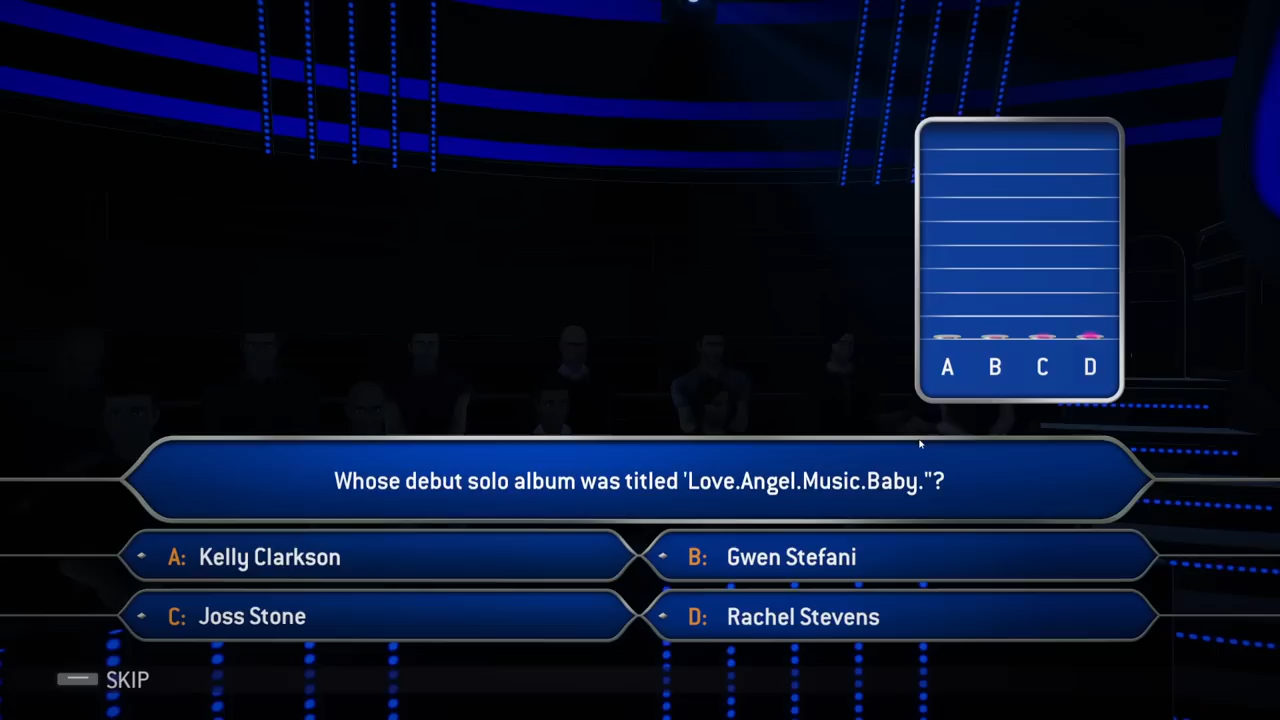 A B C D
Whose debut solo album was titled 'Love.Angel.Music.Baby."?
A: Kelly Clarkson
B: Gwen Stefani
C: Joss Stone
D: Rachel Stevens
SKIP